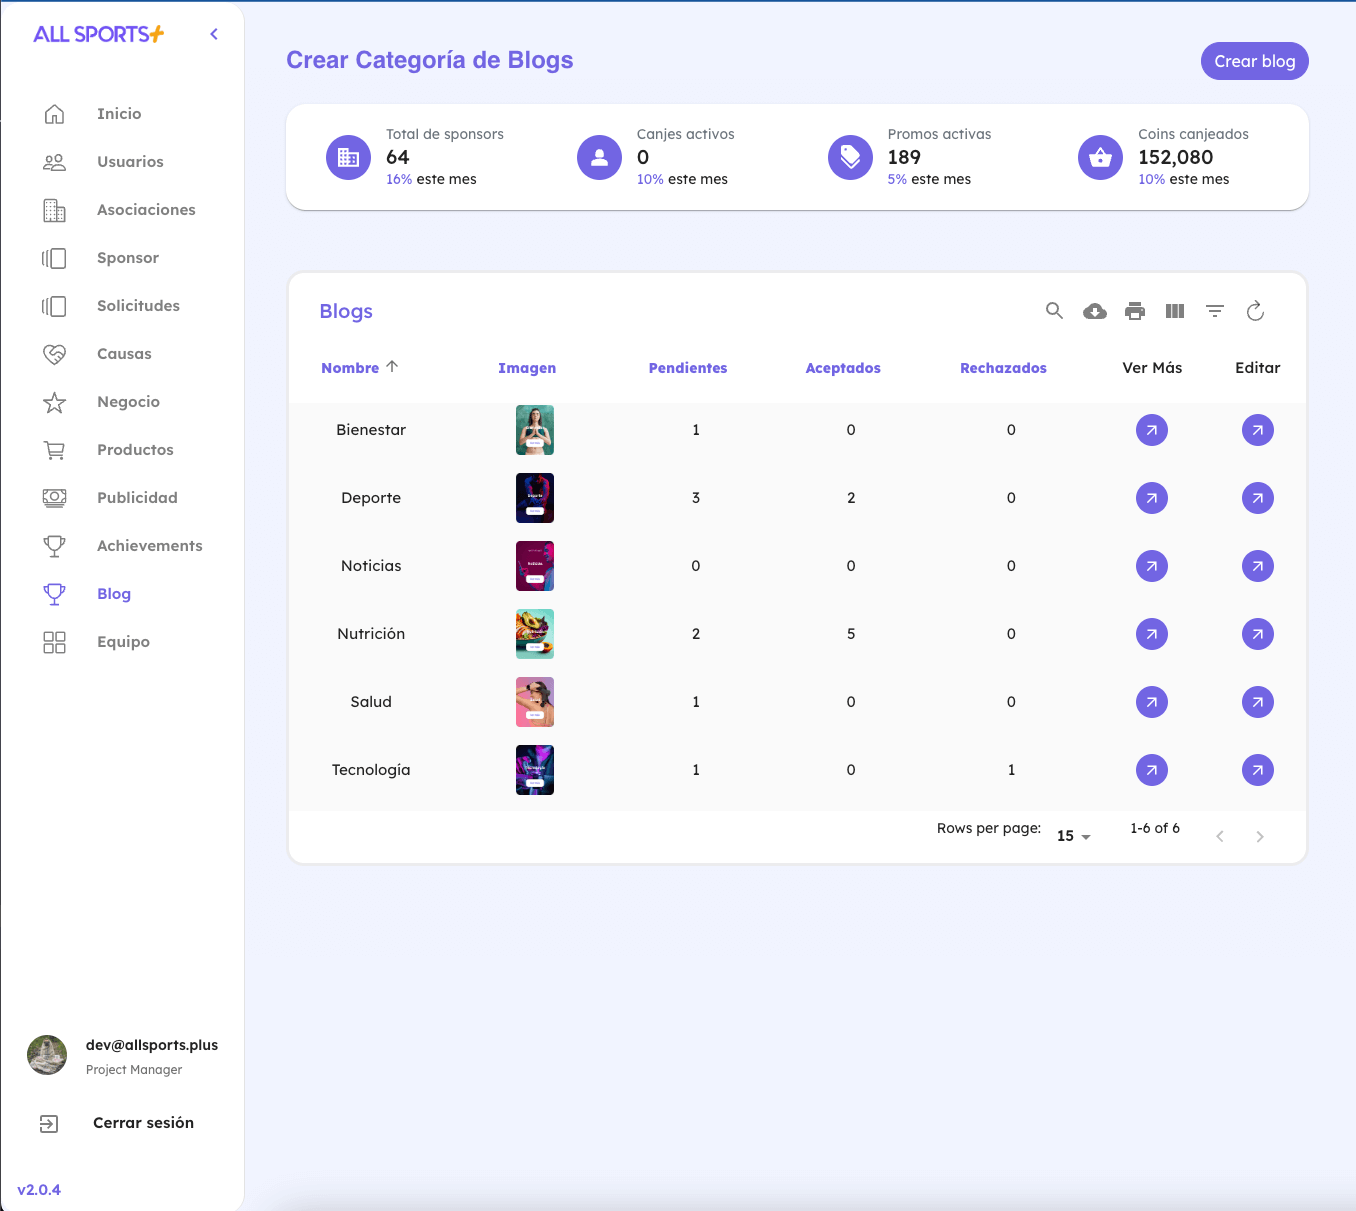 ALL SPORTS+
Inicio
Usuarios
Asociaciones
Sponsor
Solicitudes
Causas
Negocio
Productos
Publicidad
Achievements
Blog
Equipo
dev@allsports.plus
Project Manager
Cerrar sesión
v2.0.4
Crear Categoría de Blogs
Crear blog
Total de sponsors
64
16% este mes
Canjes activos
0
10% este mes
Promos activas
189
5% este mes
Coins canjeados
152,080
10% este mes
Blogs
Nombre Imagen Pendientes Aceptados Rechazados Ver Más Editar
Bienestar 1 0 0
Deporte 3 2 0
Noticias 0 0 0
Nutrición 2 5 0
Salud 1 0 0
Tecnología 1 0 1
Rows per page: 15 1-6 of 6